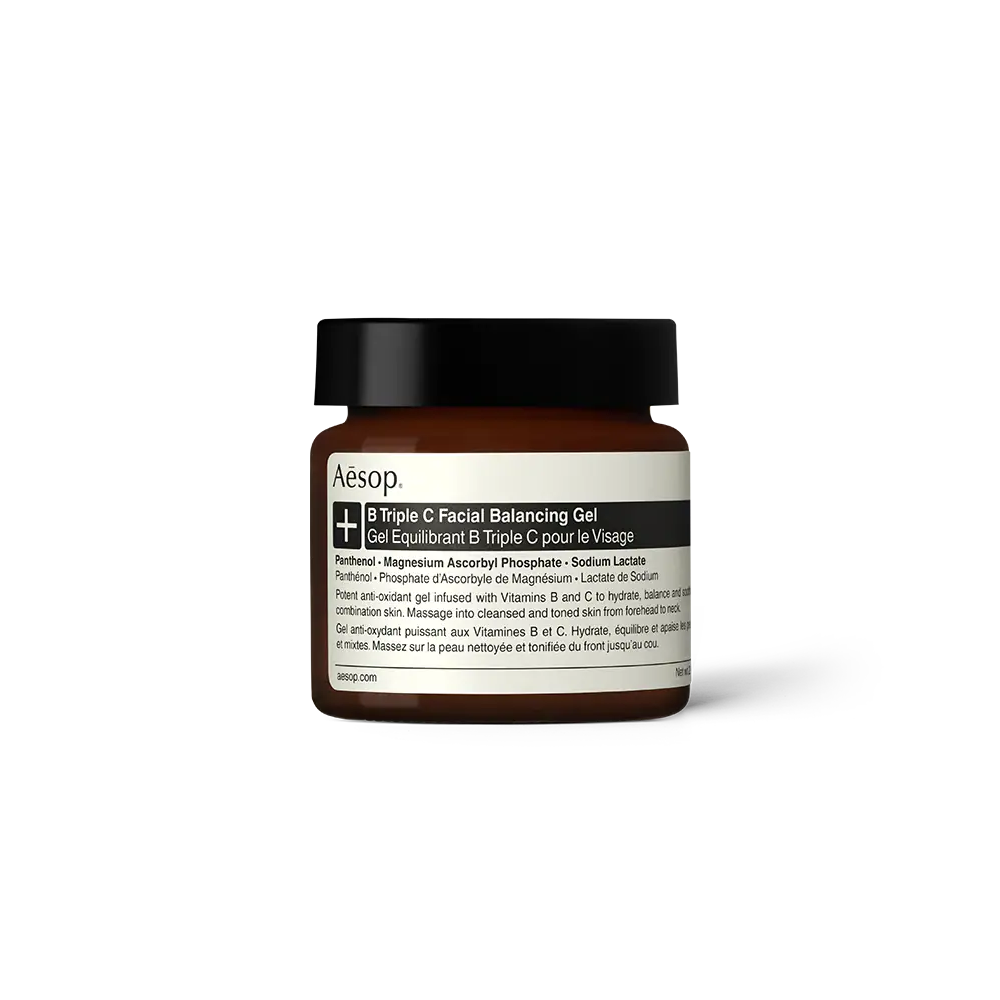 Aēsop®
+
B Triple C Facial Balancing Gel
Gel Equilibrant B Triple C pour le Visage
Panthenol • Magnesium Ascorbyl Phosphate • Sodium Lactate
Panthénol • Phosphate d'Ascorbyle de Magnésium • Lactate de Sodium
Potent anti-oxidant gel infused with Vitamins B and C to hydrate, balance and
combination skin. Massage into cleansed and toned skin from forehead to neck.
Gel anti-oxydant puissant aux Vitamines B et C. Hydrate, équilibre et apaise les
et mixtes. Massez sur la peau nettoyée et tonifiée du front jusqu'au cou.
aesop.com
Net